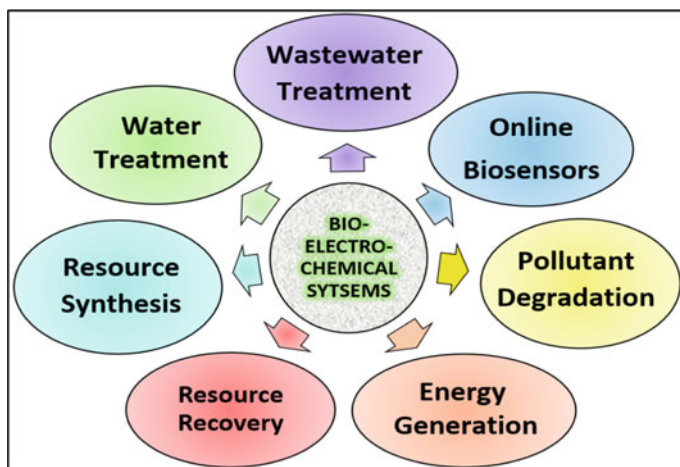 Wastewater
Treatment
Water
Treatment
Online
Biosensors
BIO-
ELECTRO-
CHEMICAL
SYTSEMS
Resource
Synthesis
Pollutant
Degradation
Resource
Recovery
Energy
Generation